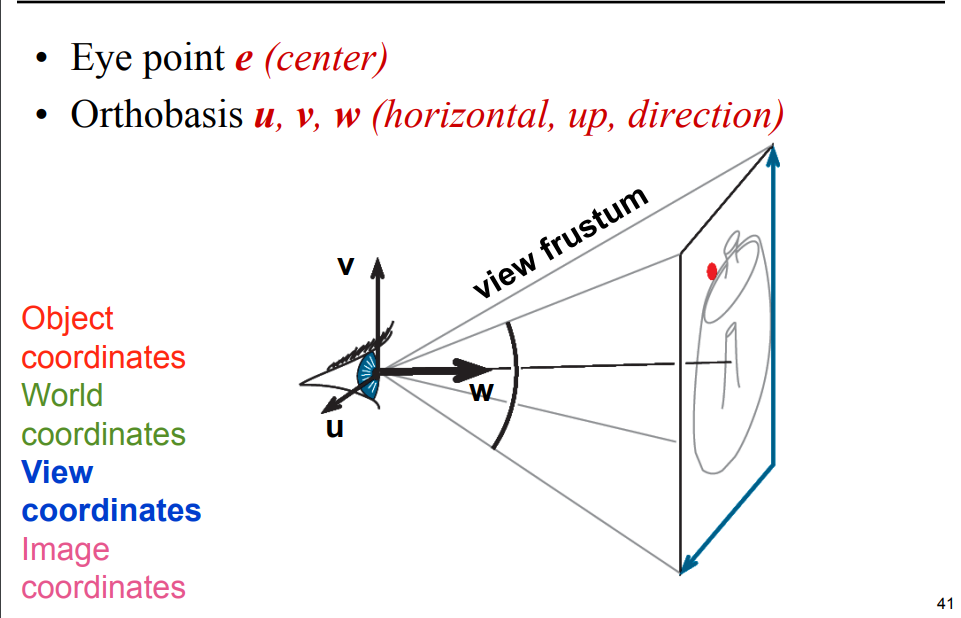 • Eye point e (center)
• Orthobasis u, v, w (horizontal, up, direction)
view frustum
v
w
u
Object
coordinates
World
coordinates
View
coordinates
Image
coordinates
41